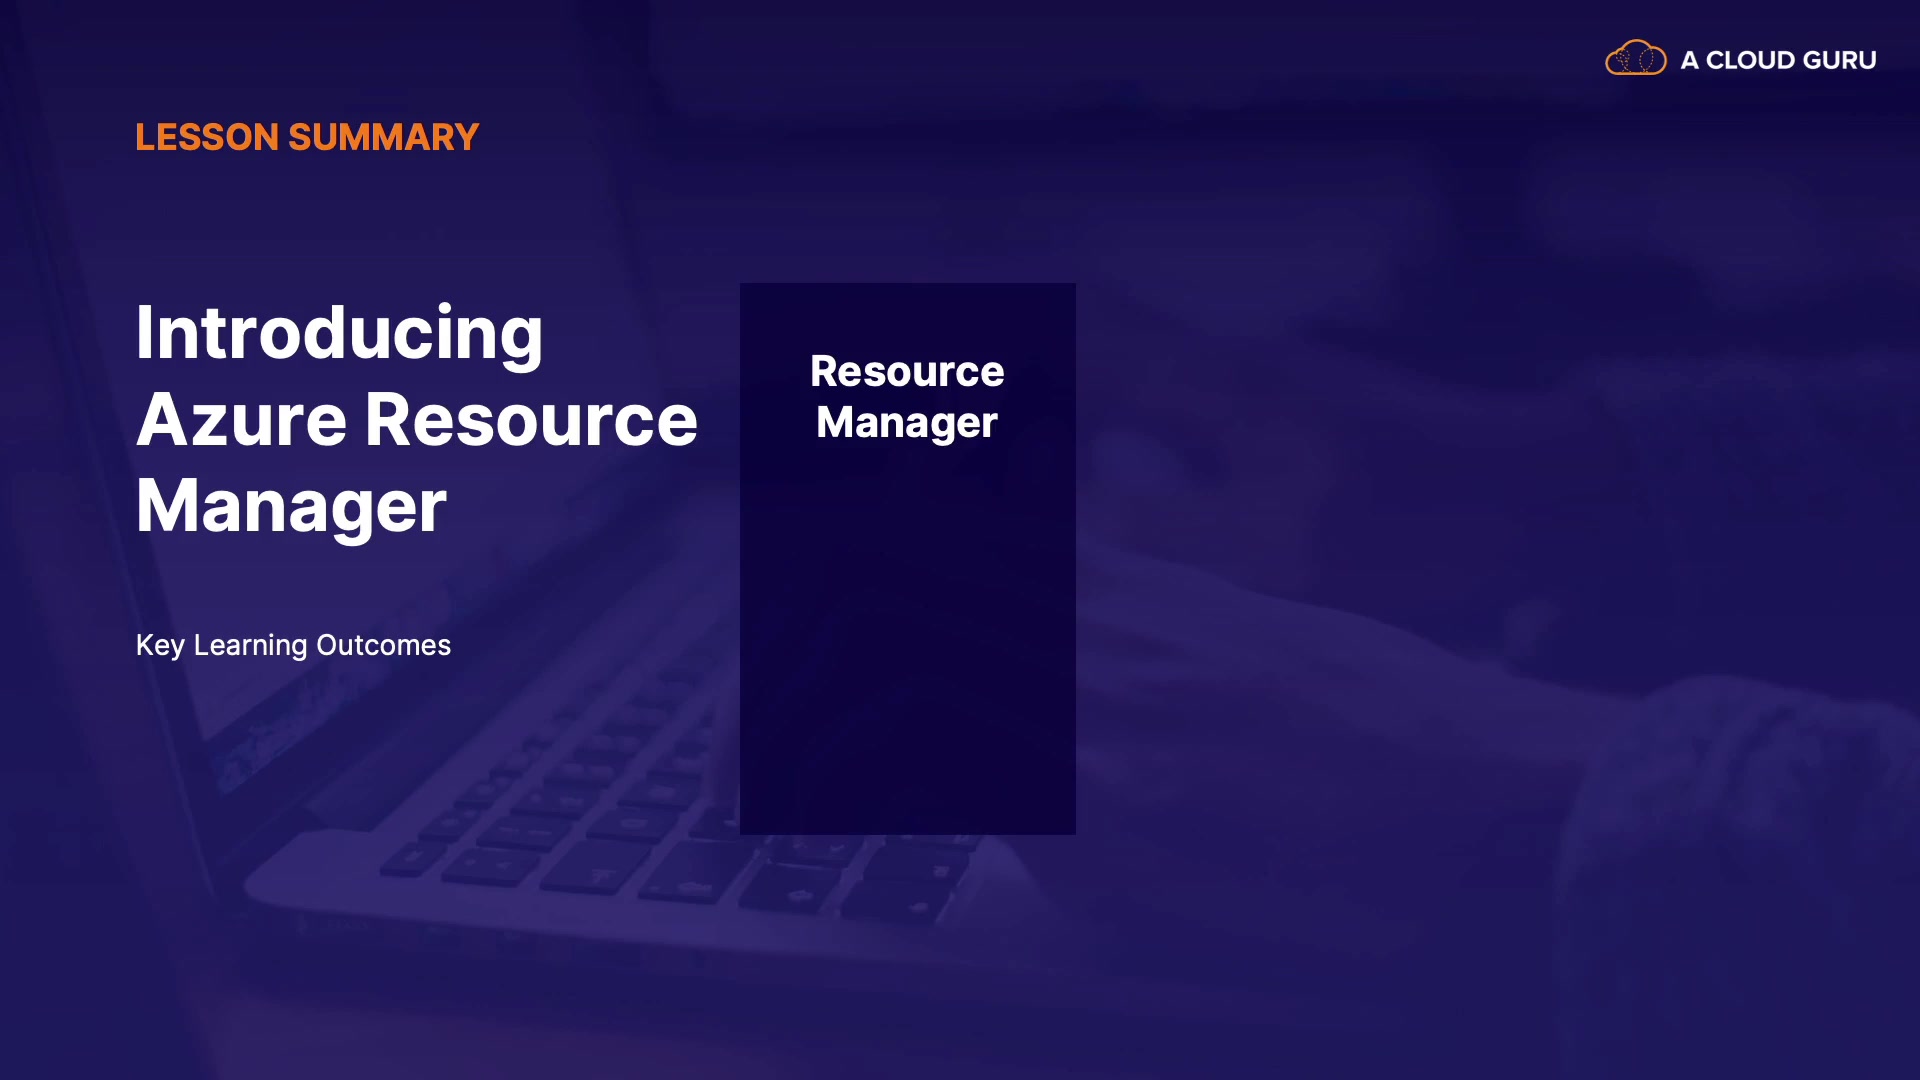 A CLOUD GURU
LESSON SUMMARY
Introducing
Azure Resource
Manager
Key Learning Outcomes
Resource
Manager